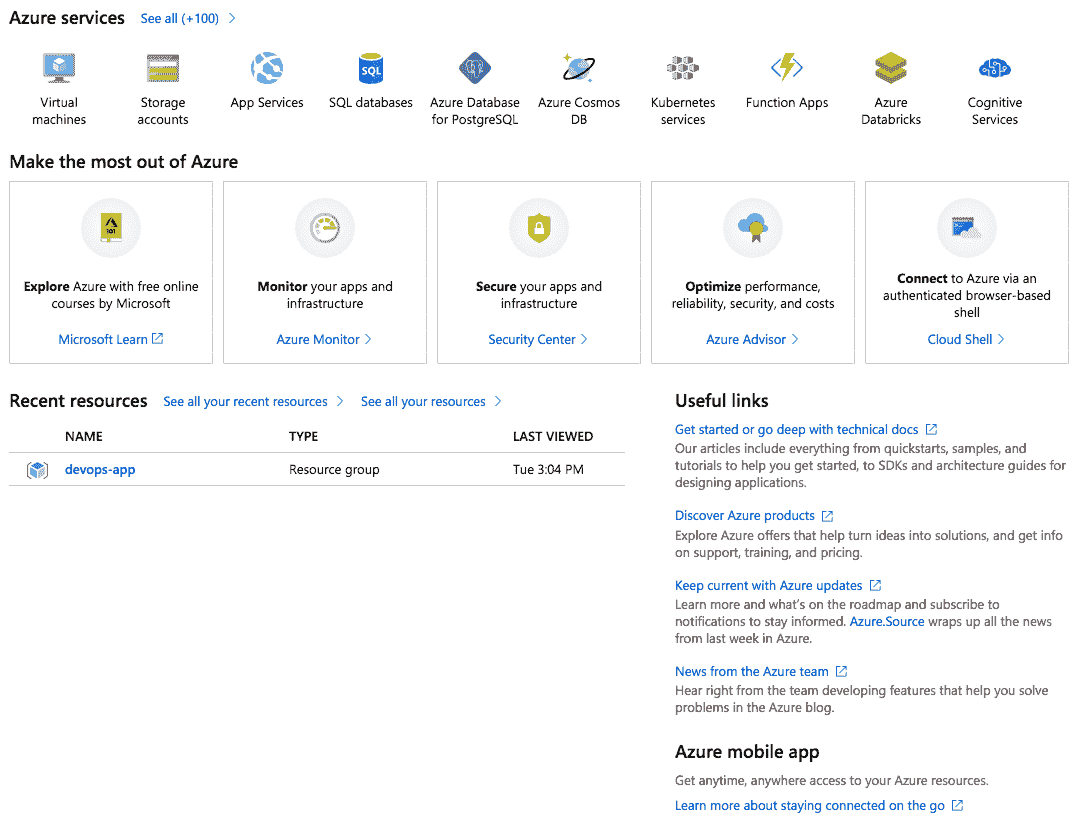 Azure services See all (+100)
Virtual machines
Storage accounts
App Services
SQL
SQL databases
Azure Database for PostgreSQL
Azure Cosmos DB
Kubernetes services
Function Apps
Azure Databricks
Cognitive Services
Make the most out of Azure
101
Explore Azure with free online
courses by Microsoft
Microsoft Learn
Monitor your apps and
infrastructure
Azure Monitor
Secure your apps and
infrastructure
Security Center
Optimize performance,
reliability, security, and costs
Azure Advisor
Connect to Azure via an
authenticated browser-based
shell
Cloud Shell
Recent resources See all your recent resources See all your resources
NAME TYPE LAST VIEWED
devops-app Resource group Tue 3:04 PM
Useful links
Get started or go deep with technical docs
Our articles include everything from quickstarts, samples, and
tutorials to help you get started, to SDKs and architecture guides for
designing applications.
Discover Azure products
Explore Azure offers that help turn ideas into solutions, and get info
on support, training, and pricing.
Keep current with Azure updates
Learn more and what's on the roadmap and subscribe to
notifications to stay informed. Azure.Source wraps up all the news
from last week in Azure.
News from the Azure team
Hear right from the team developing features that help you solve
problems in the Azure blog.
Azure mobile app
Get anytime, anywhere access to your Azure resources.
Learn more about staying connected on the go